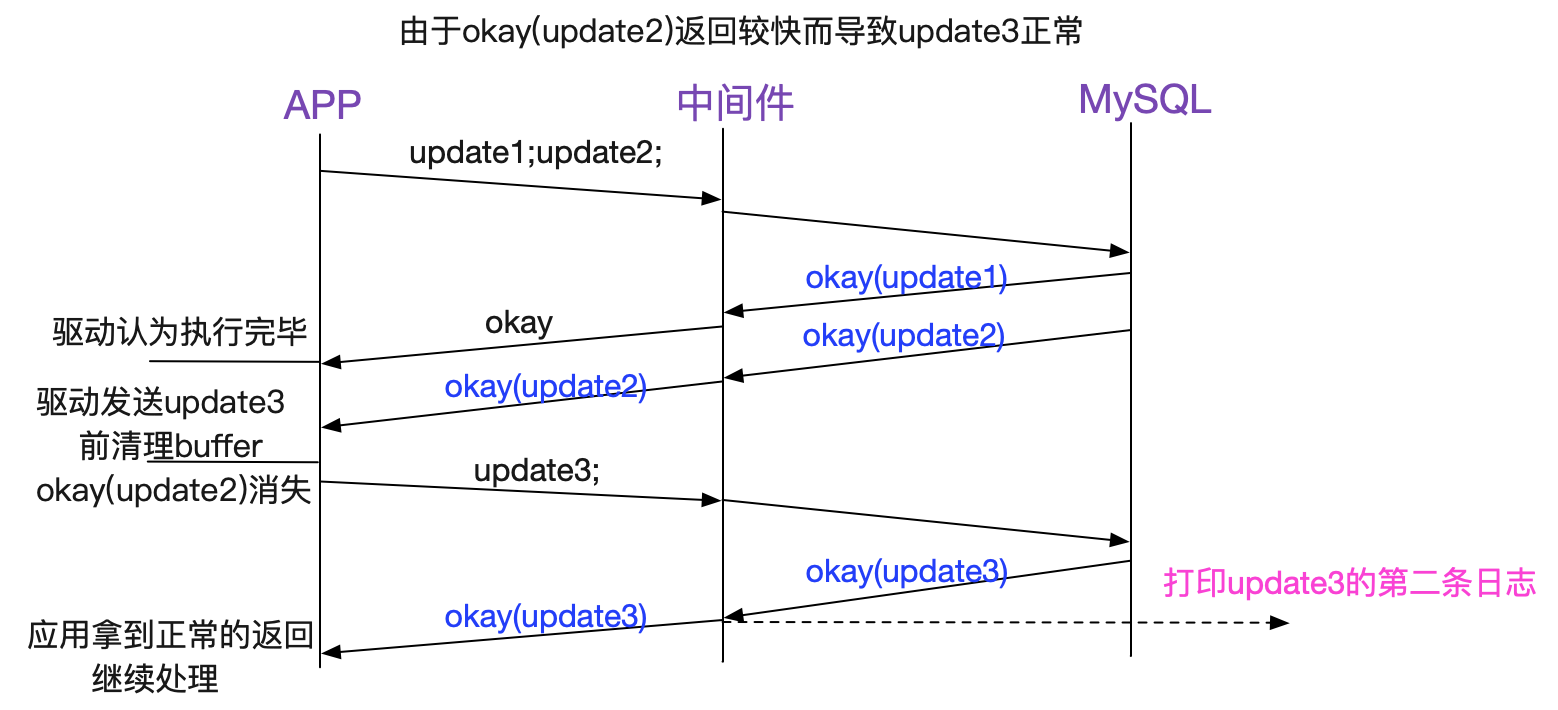 由于okay(update2)返回较快而导致update3正常
APP
中间件
MySQL
update1;update2;
okay(update1)
驱动认为执行完毕
okay
okay(update2)
okay(update2)
驱动发送update3
前清理buffer
okay(update2)消失
update3;
okay(update3)
打印update3的第二条日志
okay(update3)
应用拿到正常的返回
继续处理